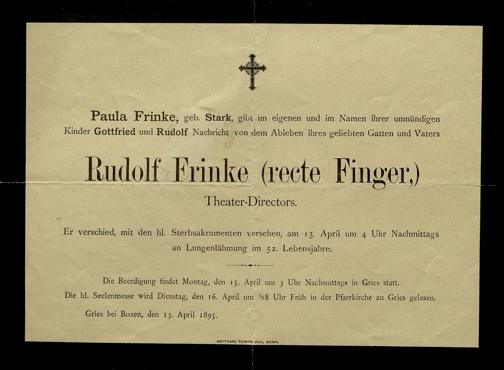 Paula Frinke, geb. Stark, gibt im eigenen und im Namen ihrer unmündigen
Kinder Gottfried und Rudolf Nachricht von dem Ableben ihres geliebten Gatten und Vaters
Rudolf Frinke (recte Finger,)
Theater-Directors.
Er verschied, mit den hl. Sterbsakramenten versehen, am 13. April um 4 Uhr Nachmittags
an Lungenlähmung im 52. Lebensjahre.
Die Beerdigung findet Montag, den 15. April um 3 Uhr Nachmittags in Gries statt.
Die hl. Seelenmesse wird Dienstag, den 16. April um ½8 Uhr Früh in der Pfarrkirche zu Gries gelesen.
Gries bei Bozen, den 13. April 1895.
GOTTHARD JUN., BOZEN